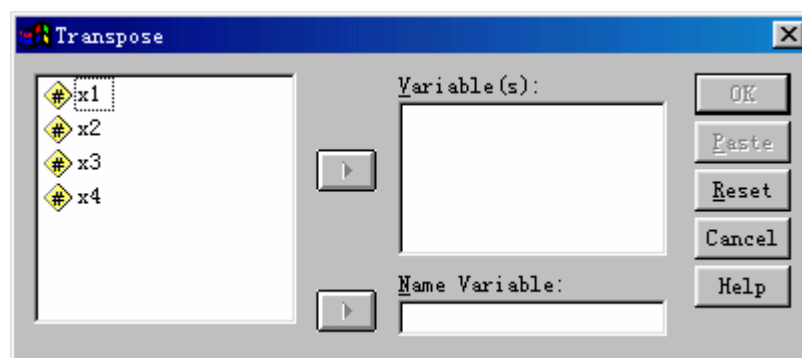 Transpose
x1
x2
x3
x4
Variable(s):
Name Variable:
OK
Paste
Reset
Cancel
Help